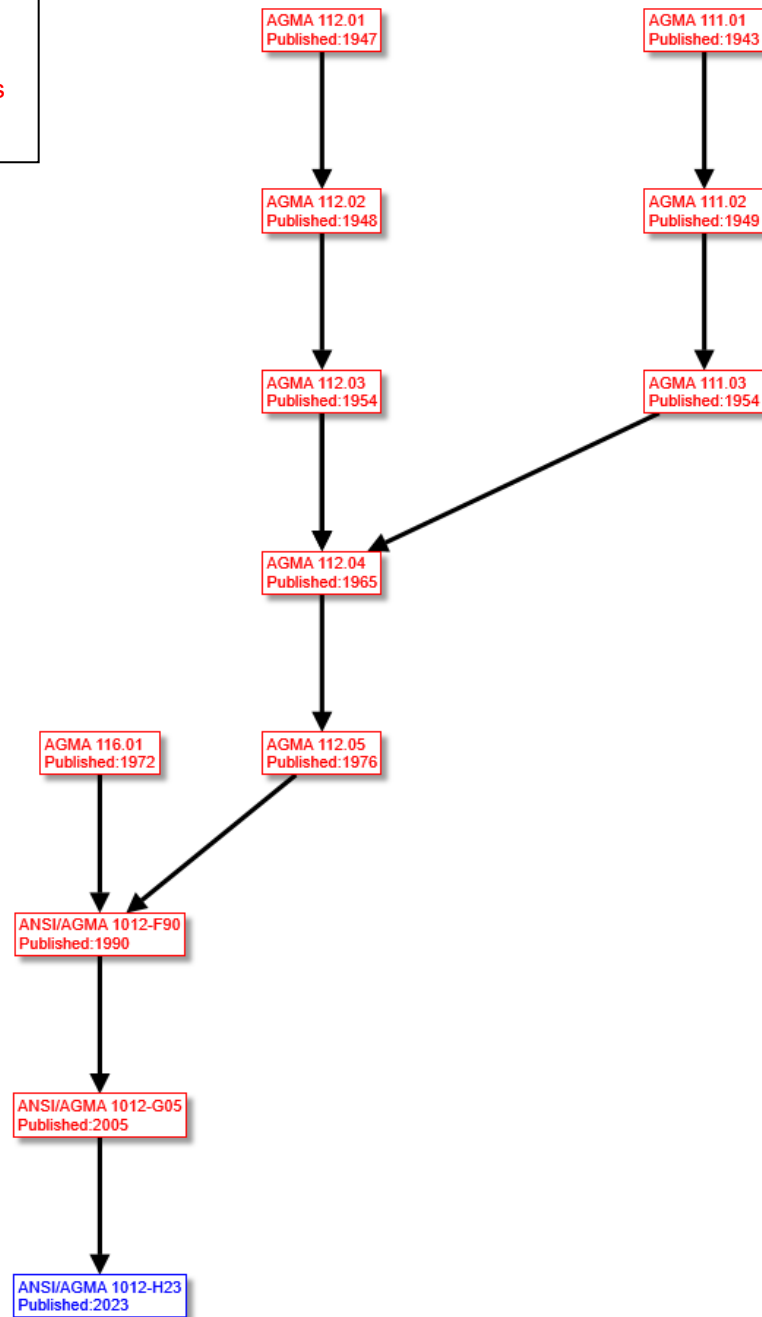 s
AGMA 112.01
Published:1947
AGMA 111.01
Published:1943
AGMA 112.02
Published:1948
AGMA 111.02
Published:1949
AGMA 112.03
Published:1954
AGMA 111.03
Published:1954
AGMA 112.04
Published:1965
AGMA 116.01
Published:1972
AGMA 112.05
Published:1976
ANSI/AGMA 1012-F90
Published:1990
ANSI/AGMA 1012-G05
Published:2005
ANSI/AGMA 1012-H23
Published:2023